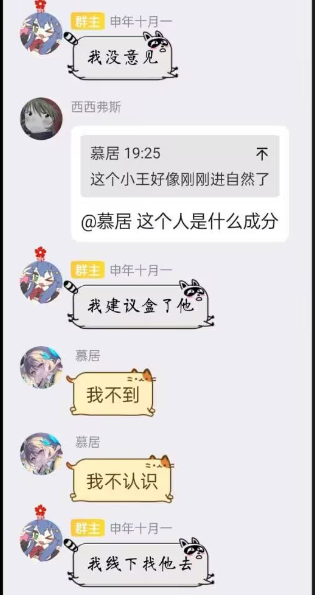 群主 申年十月一
我没意见
西西弗斯
慕居 19:25
这个小王好像刚刚进自然了
@慕居 这个人是什么成分
群主 申年十月一
我建议盒了他
慕居
我不到
慕居
我不认识
群主 申年十月一
我线下找他去